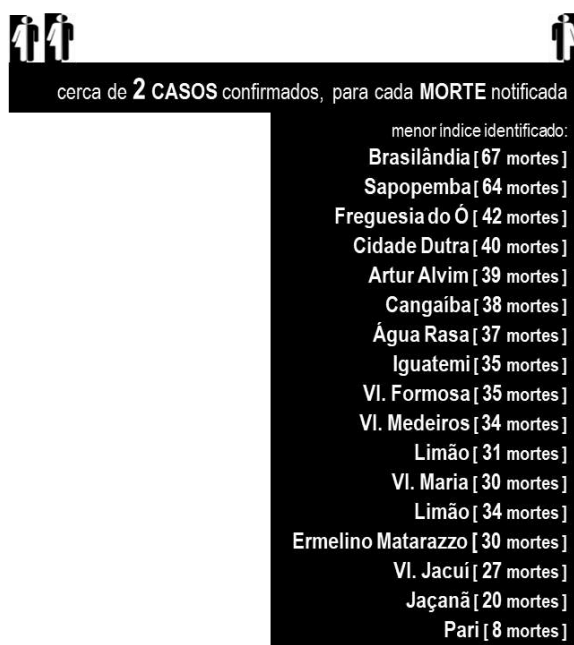 cerca de 2 CASOS confirmados, para cada MORTE notificada
menor índice identificado:
Brasilândia [ 67 mortes ]
Sapopemba [ 64 mortes ]
Freguesia do Ó [ 42 mortes ]
Cidade Dutra [ 40 mortes ]
Artur Alvim [ 39 mortes ]
Cangaíba [ 38 mortes ]
Água Rasa [ 37 mortes ]
Iguatemi [ 35 mortes ]
Vl. Formosa [ 35 mortes ]
Vl. Medeiros [ 34 mortes ]
Limão [ 31 mortes ]
Vl. Maria [ 30 mortes ]
Limão [ 34 mortes ]
Ermelino Matarazzo [ 30 mortes ]
Vl. Jacuí [ 27 mortes ]
Jaçanã [ 20 mortes ]
Pari [ 8 mortes ]